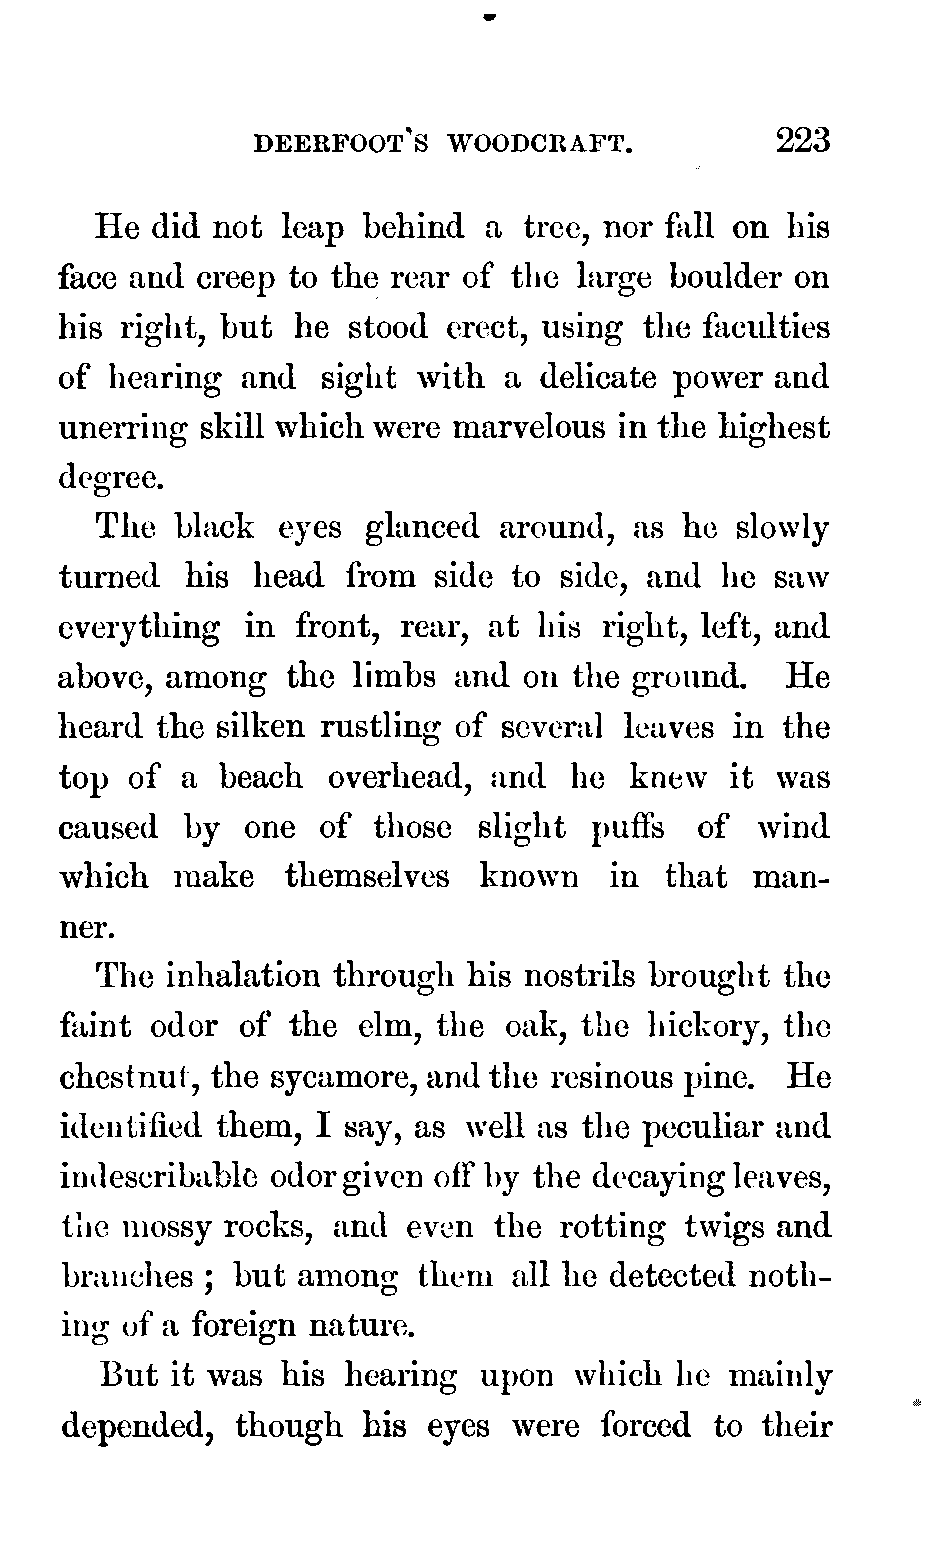 DEERFOOT'S WOODCRAFT. 223
He did not leap behind a tree, nor fall on his
face and creep to the rear of the large boulder on
his right, but he stood erect, using the faculties
of hearing and sight with a delicate power and
unerring skill which were marvelous in the highest
degree.
The black eyes glanced around, as he slowly
turned his head from side to side, and he saw
everything in front, rear, at his right, left, and
above, among the limbs and on the ground. He
heard the silken rustling of several leaves in the
top of a beach overhead, and he knew it was
caused by one of those slight puffs of wind
which make themselves known in that man-
ner.
The inhalation through his nostrils brought the
faint odor of the elm, the oak, the hickory, the
chestnut, the sycamore, and the resinous pine. He
identified them, I say, as well as the peculiar and
indescribable odor given off by the decaying leaves,
the mossy rocks, and even the rotting twigs and
branches ; but among them all he detected noth-
ing of a foreign nature.
But it was his hearing upon which he mainly
depended, though his eyes were forced to their